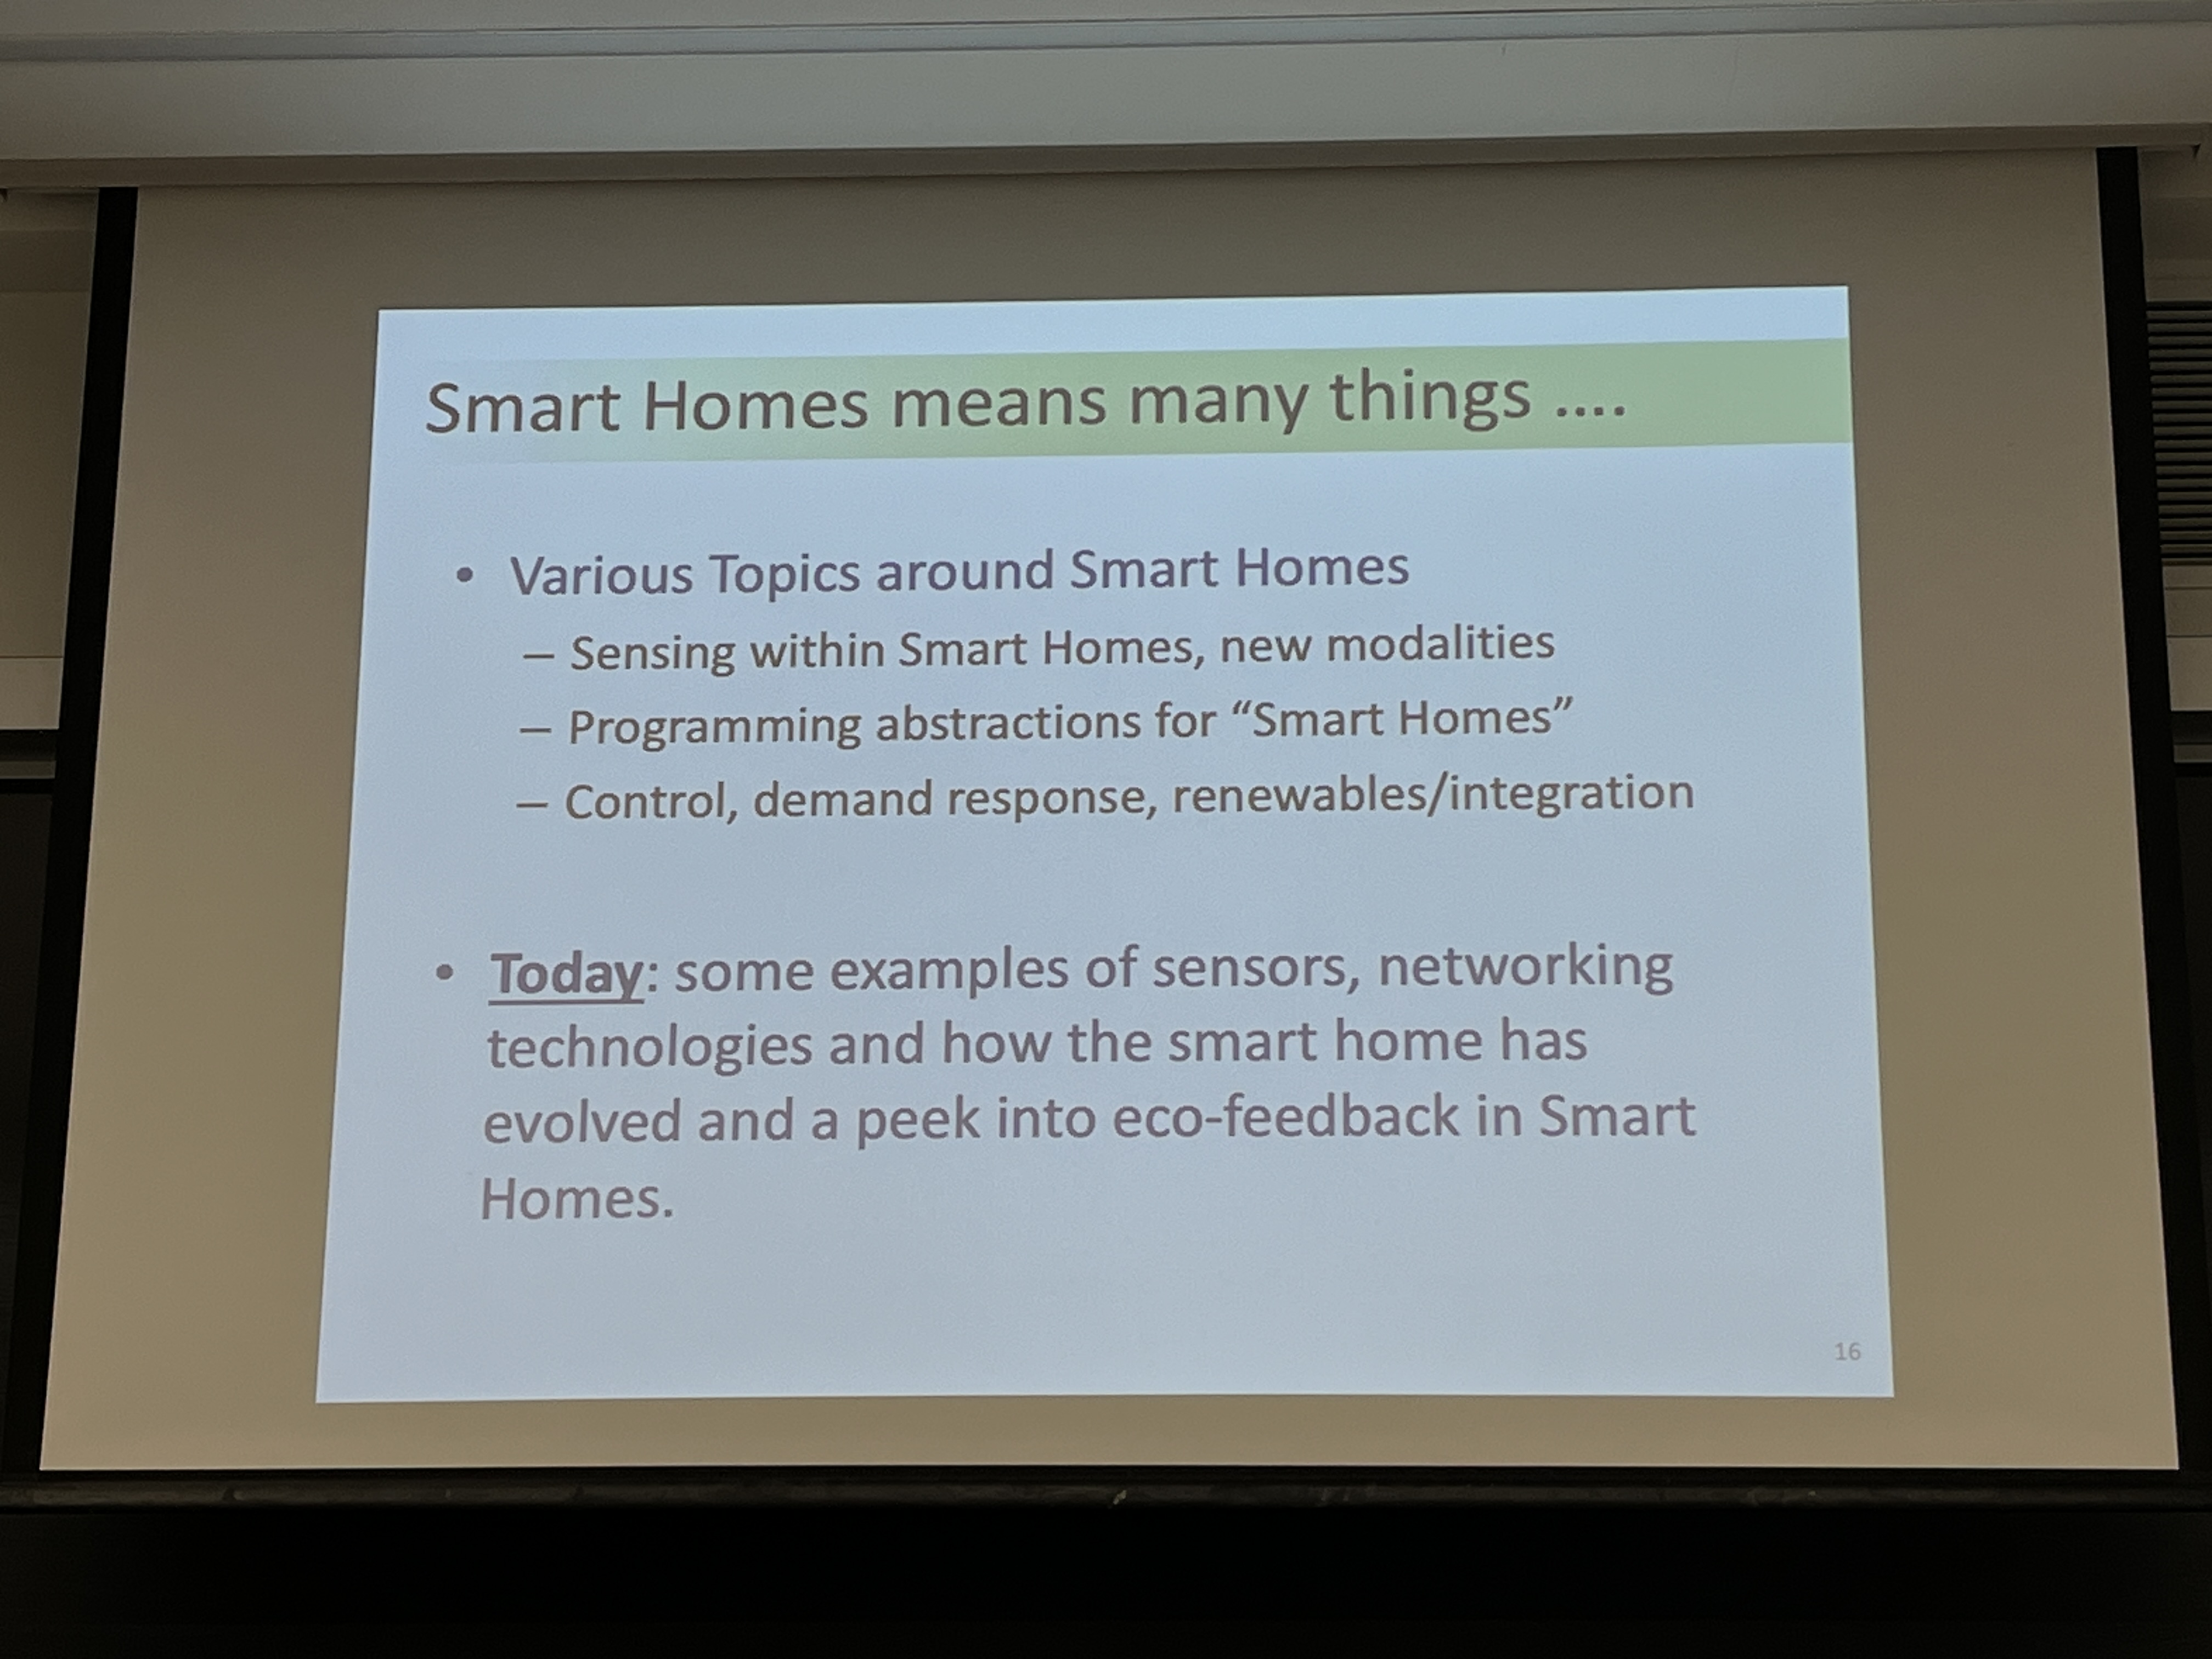 Smart Homes means many things ....
• Various Topics around Smart Homes
– Sensing within Smart Homes, new modalities
– Programming abstractions for “Smart Homes”
– Control, demand response, renewables/integration
• Today: some examples of sensors, networking
technologies and how the smart home has
evolved and a peek into eco-feedback in Smart
Homes.
16